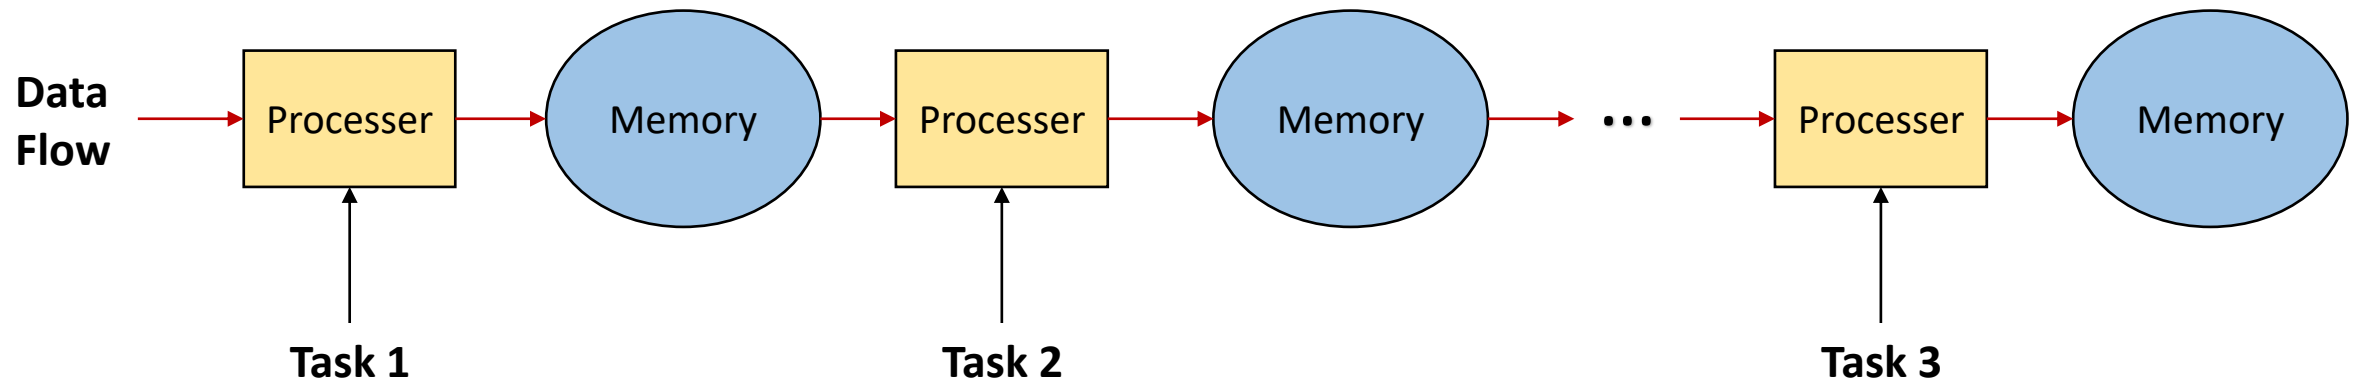 Data
Flow
Processer
Memory
Processer
Memory
...
Processer
Memory
Task 1
Task 2
Task 3